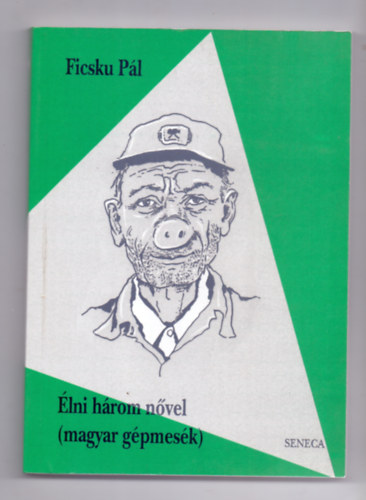 Ficsku Pál
Élni három nővel
(magyar gépmesék)
SENECA